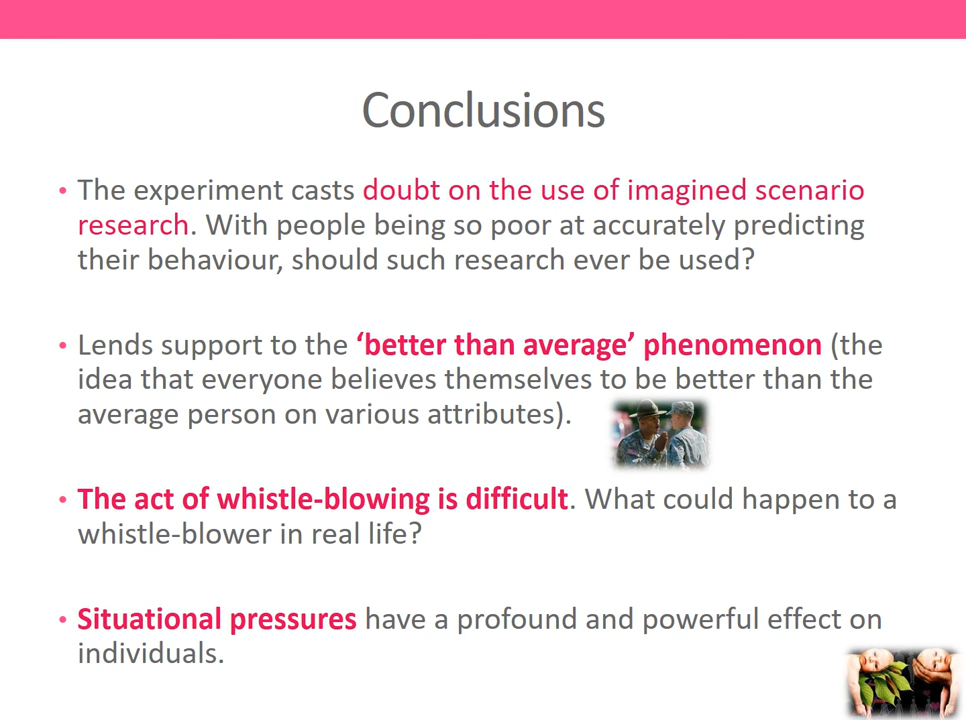 Conclusions
• The experiment casts doubt on the use of imagined scenario
research. With people being so poor at accurately predicting
their behaviour, should such research ever be used?
• Lends support to the ‘better than average’ phenomenon (the
idea that everyone believes themselves to be better than the
average person on various attributes).
• The act of whistle-blowing is difficult. What could happen to a
whistle-blower in real life?
• Situational pressures have a profound and powerful effect on
individuals.